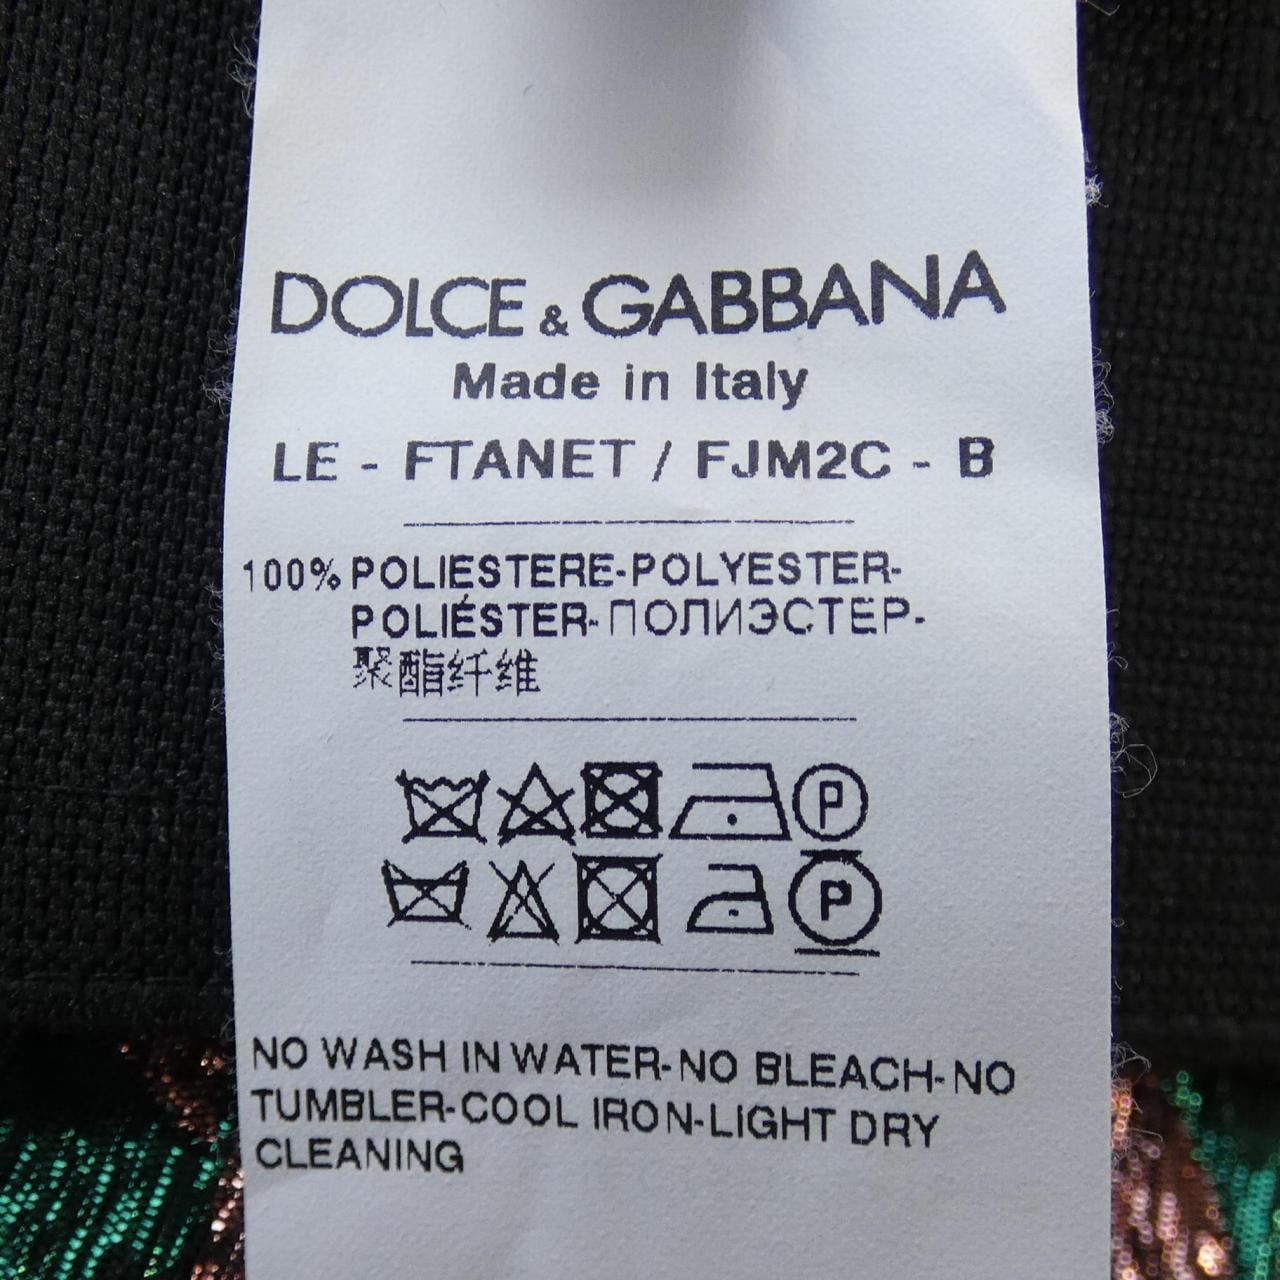 DOLCE & GABBANA
Made in Italy
LE - FTANET / FJM2C - B
100% POLIESTERE-POLYESTER-
POLIÉSTER-ПОЛИЭСТЕР-
聚酯纤维
P
P
NO WASH IN WATER-NO BLEACH-NO
TUMBLER-COOL IRON-LIGHT DRY
CLEANING